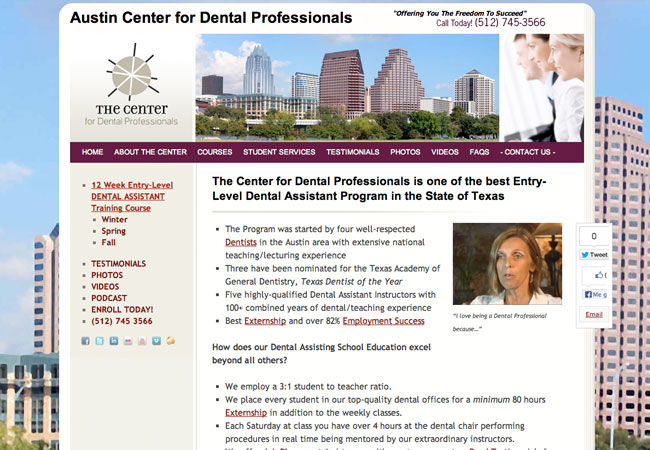 Austin Center for Dental Professionals
"Offering You The Freedom To Succeed"
Call Today! (512) 745-3566
THE CENTER
for Dental Professionals
HOME ABOUT THE CENTER COURSES STUDENT SERVICES TESTIMONIALS PHOTOS VIDEOS FAQS - CONTACT US -
12 Week Entry-Level
DENTAL ASSISTANT
Training Course
Winter
Spring
Fall
TESTIMONIALS
PHOTOS
VIDEOS
PODCAST
ENROLL TODAY!
(512) 745 3566
The Center for Dental Professionals is one of the best Entry-
Level Dental Assistant Program in the State of Texas
The Program was started by four well-respected
Dentists in the Austin area with extensive national
teaching/lecturing experience
Three have been nominated for the Texas Academy of
General Dentistry, Texas Dentist of the Year
Five highly-qualified Dental Assistant Instructors with
100+ combined years of dental/teaching experience
Best Externship and over 82% Employment Success
"I love being a Dental Professional
because..."
How does our Dental Assisting School Education excel
beyond all others?
We employ a 3:1 student to teacher ratio.
We place every student in our top-quality dental offices for a minimum 80 hours
Externship in addition to the weekly classes.
Each Saturday at class you have over 4 hours at the dental chair performing
procedures in real time being mentored by our extraordinary instructors.
0
Tweet
0
Me g
Email